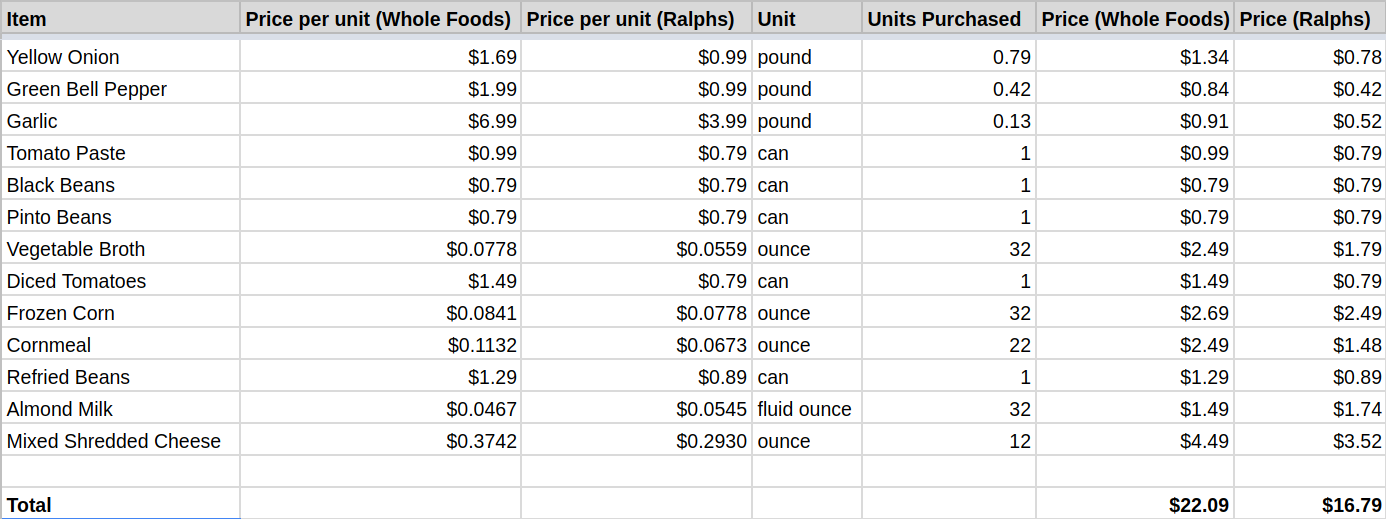 Item Price per unit (Whole Foods) Price per unit (Ralphs) Unit Units Purchased Price (Whole Foods) Price (Ralphs)
Yellow Onion $1.69 $0.99 pound 0.79 $1.34 $0.78
Green Bell Pepper $1.99 $0.99 pound 0.42 $0.84 $0.42
Garlic $6.99 $3.99 pound 0.13 $0.91 $0.52
Tomato Paste $0.99 $0.79 can 1 $0.99 $0.79
Black Beans $0.79 $0.79 can 1 $0.79 $0.79
Pinto Beans $0.79 $0.79 can 1 $0.79 $0.79
Vegetable Broth $0.0778 $0.0559 ounce 32 $2.49 $1.79
Diced Tomatoes $1.49 $0.79 can 1 $1.49 $0.79
Frozen Corn $0.0841 $0.0778 ounce 32 $2.69 $2.49
Cornmeal $0.1132 $0.0673 ounce 22 $2.49 $1.48
Refried Beans $1.29 $0.89 can 1 $1.29 $0.89
Almond Milk $0.0467 $0.0545 fluid ounce 32 $1.49 $1.74
Mixed Shredded Cheese $0.3742 $0.2930 ounce 12 $4.49 $3.52
Total $22.09 $16.79